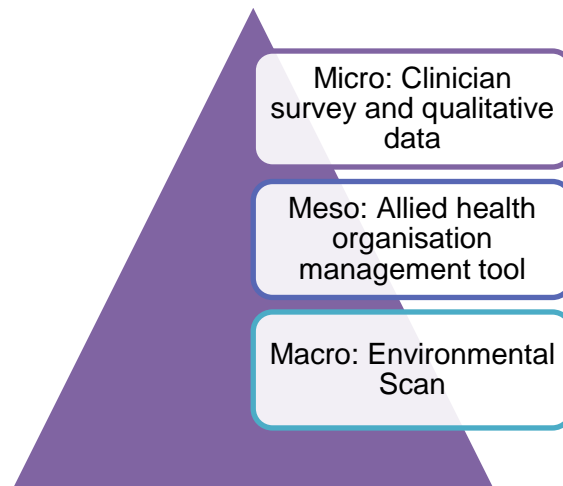 Micro: Clinician
survey and qualitative
data
Meso: Allied health
organisation
management tool
Macro: Environmental
Scan